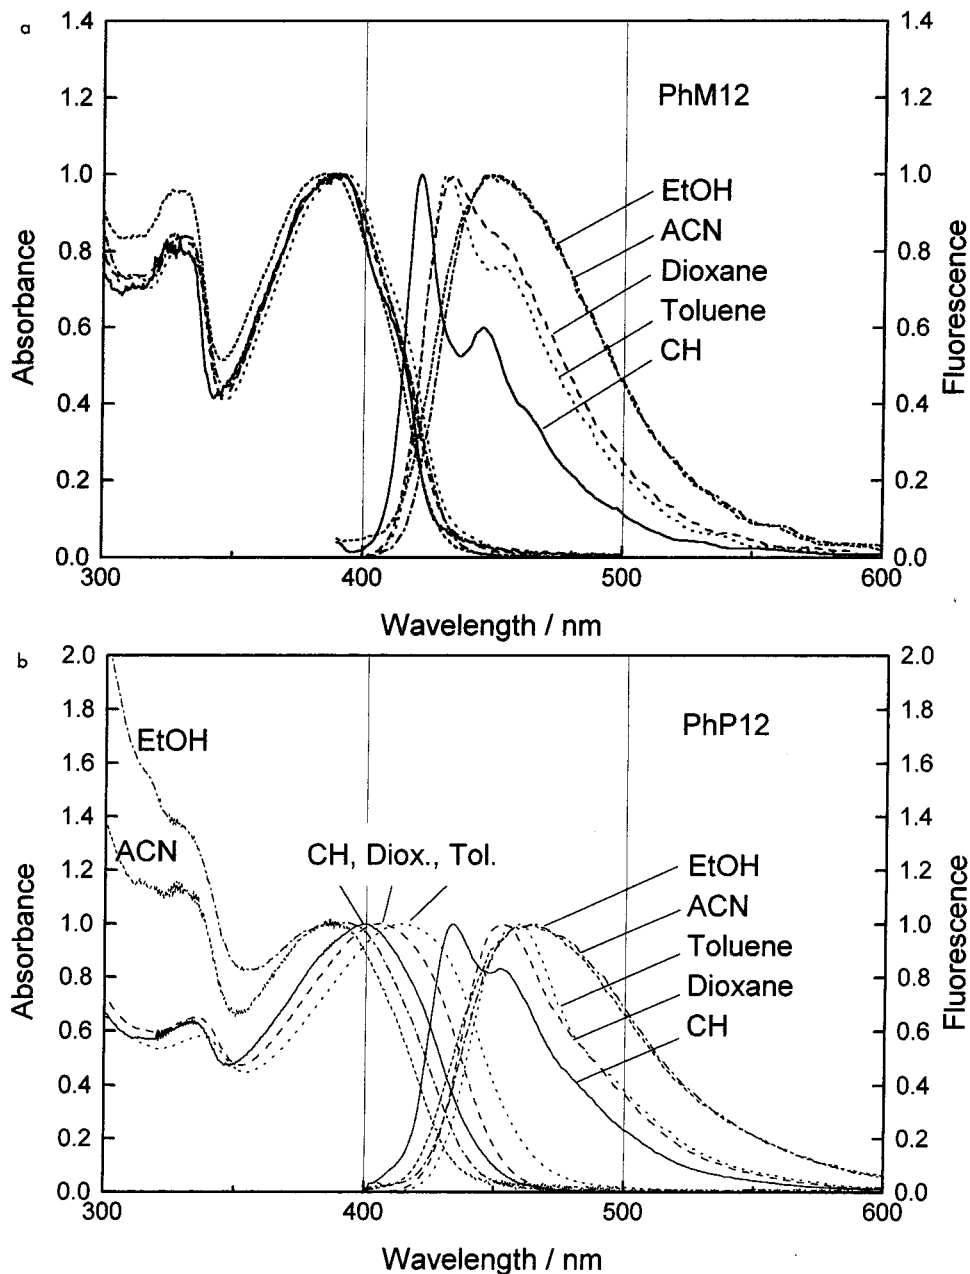 a
1.4
1.2
1.0
0.8
0.6
0.4
0.2
0.0
Absorbance
PhM12
EtOH
ACN
Dioxane
Toluene
CH
1.4
1.2
1.0
0.8
0.6
0.4
0.2
0.0
Fluorescence
300
400
500
600
Wavelength / nm
b
2.0
1.8
1.6
1.4
1.2
1.0
0.8
0.6
0.4
0.2
0.0
Absorbance
EtOH
ACN
CH, Diox., Tol.
PhP12
EtOH
ACN
Toluene
Dioxane
CH
2.0
1.8
1.6
1.4
1.2
1.0
0.8
0.6
0.4
0.2
0.0
Fluorescence
300
400
500
600
Wavelength / nm